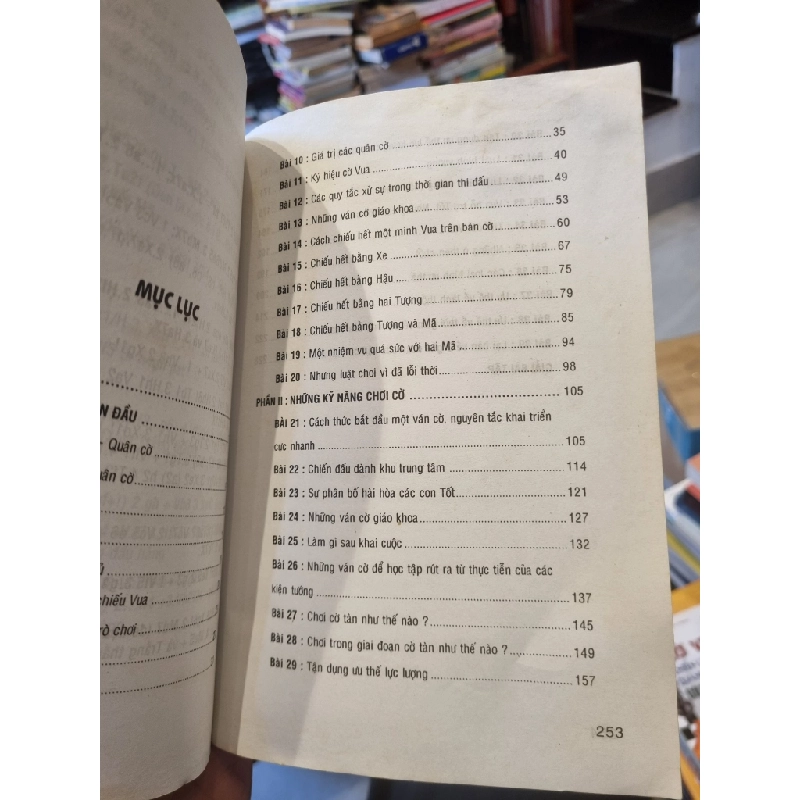 MỤC LỤC
N ĐẦU
- Quân cờ
ân cờ
chiếu Vua
rò chơi
Bài 10 : Giá trị các quân cờ 35
Bài 11 : Ký hiệu cờ Vua 40
Bài 12 : Các quy tắc xử sự trong thời gian thi đấu 49
Bài 13 : Những ván cờ giáo khoa 53
Bài 14 : Cách chiếu hết một mình Vua trên bàn cờ 60
Bài 15 : Chiếu hết bằng Xe 67
Bài 16 : Chiếu hết bằng Hậu 75
Bài 17 : Chiếu hết bằng hai Tượng 79
Bài 18 : Chiếu hết bằng Tượng và Mã 85
Bài 19 : Một nhiệm vụ quá sức với hai Mã 94
Bài 20 : Những luật chơi vì đã lỗi thời 98
PHẦN II : NHỮNG KỸ NĂNG CHƠI CỜ 105
BÀI 21 : Cách thức bắt đầu một ván cờ, nguyên tắc khai triển
cực nhanh 105
Bài 22 : Chiến đấu dành khu trung tâm 114
Bài 23 : Sự phân bố hài hòa các con Tốt 121
Bài 24 : Những ván cờ giáo khoa 127
Bài 25 : Làm gì sau khai cuộc 132
Bài 26 : Những ván cờ để học tập rút ra từ thực tiễn của các
kiện tướng 137
Bài 27 : Chơi cờ tàn như thế nào ? 145
Bài 28 : Chơi trong giai đoạn cờ tàn như thế nào ? 149
Bài 29 : Tận dụng ưu thế lực lượng 157
253